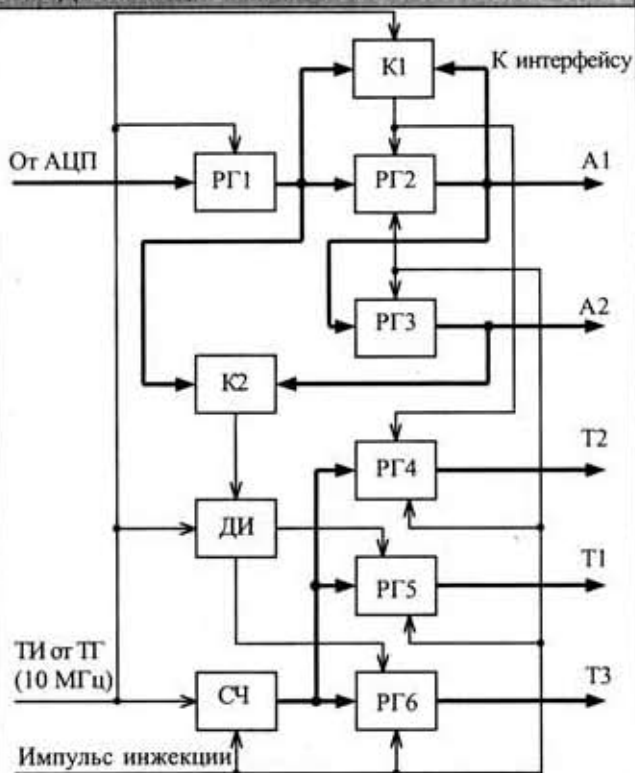 К1
К интерфейсу
От АЦП
РГ1
РГ2
А1
РГ3
А2
К2
РГ4
Т2
ДИ
РГ5
Т1
ТИ от ТГ
(10 МГц)
СЧ
РГ6
Т3
Импульс инжекции